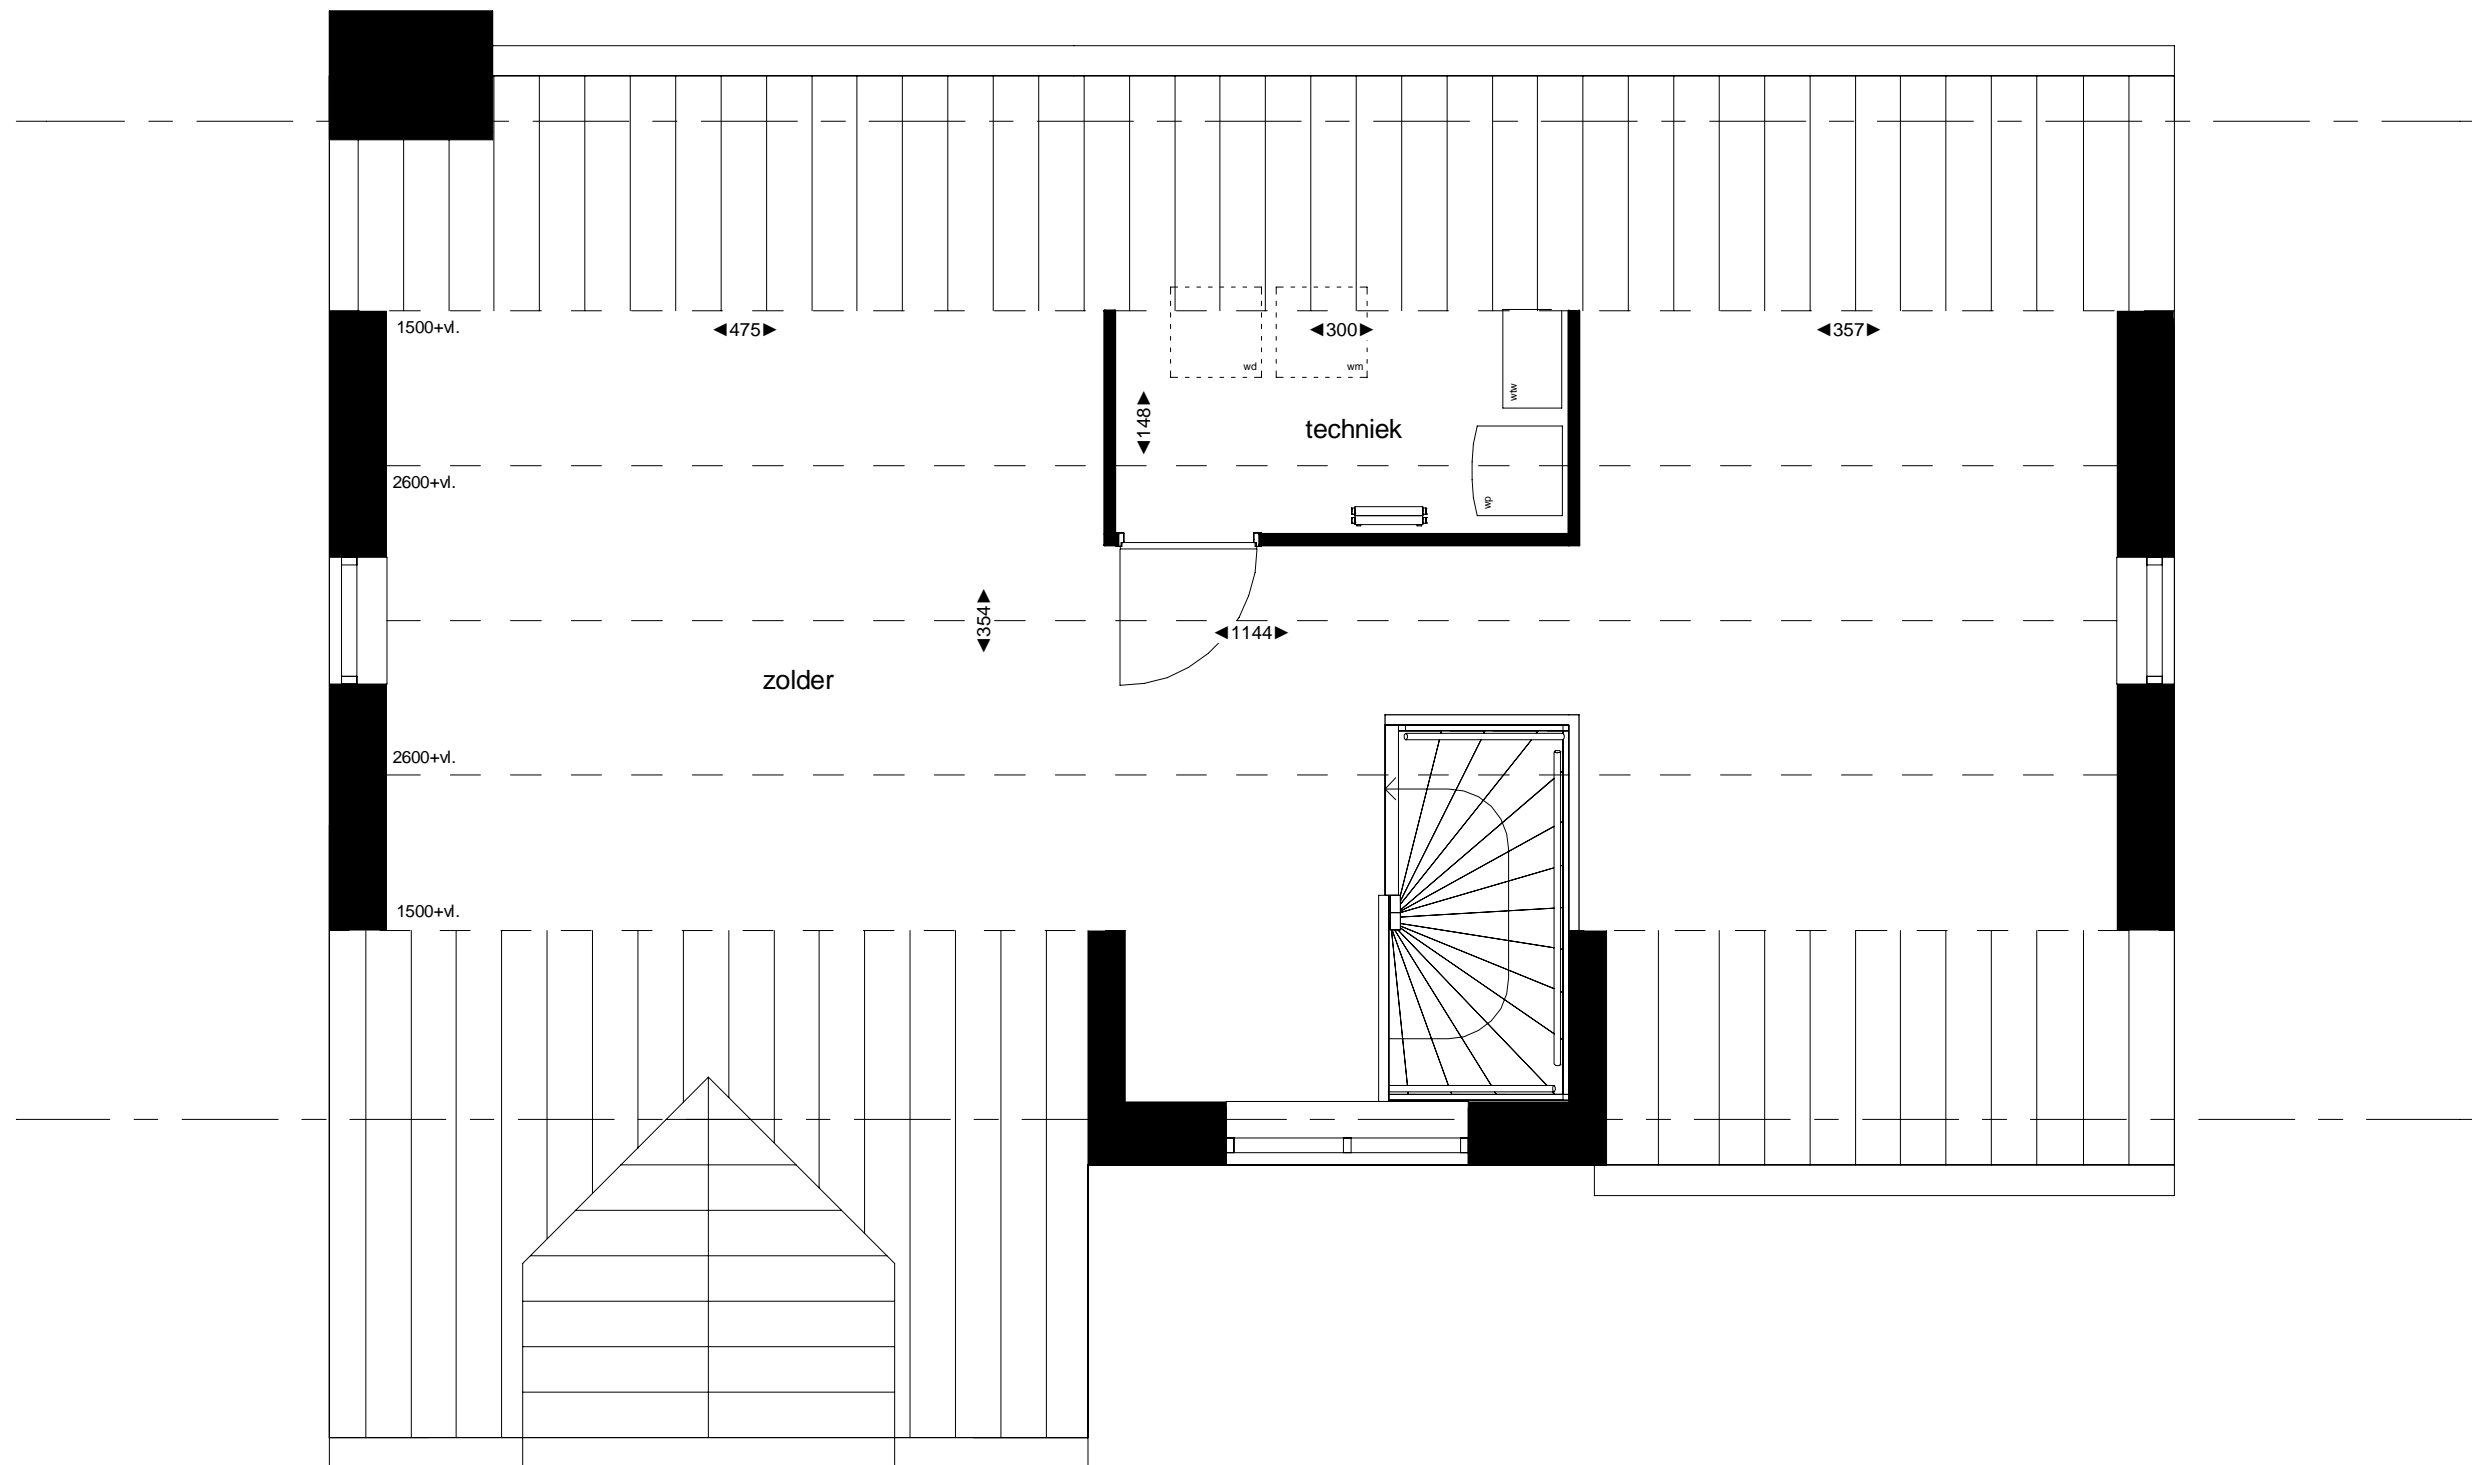 1500+vl.
◄475►
◄300►
◄357►
wd
wm
wtw
◄148►
techniek
2600+vl.
wp
◄354►
◄1144►
zolder
2600+vl.
1500+vl.